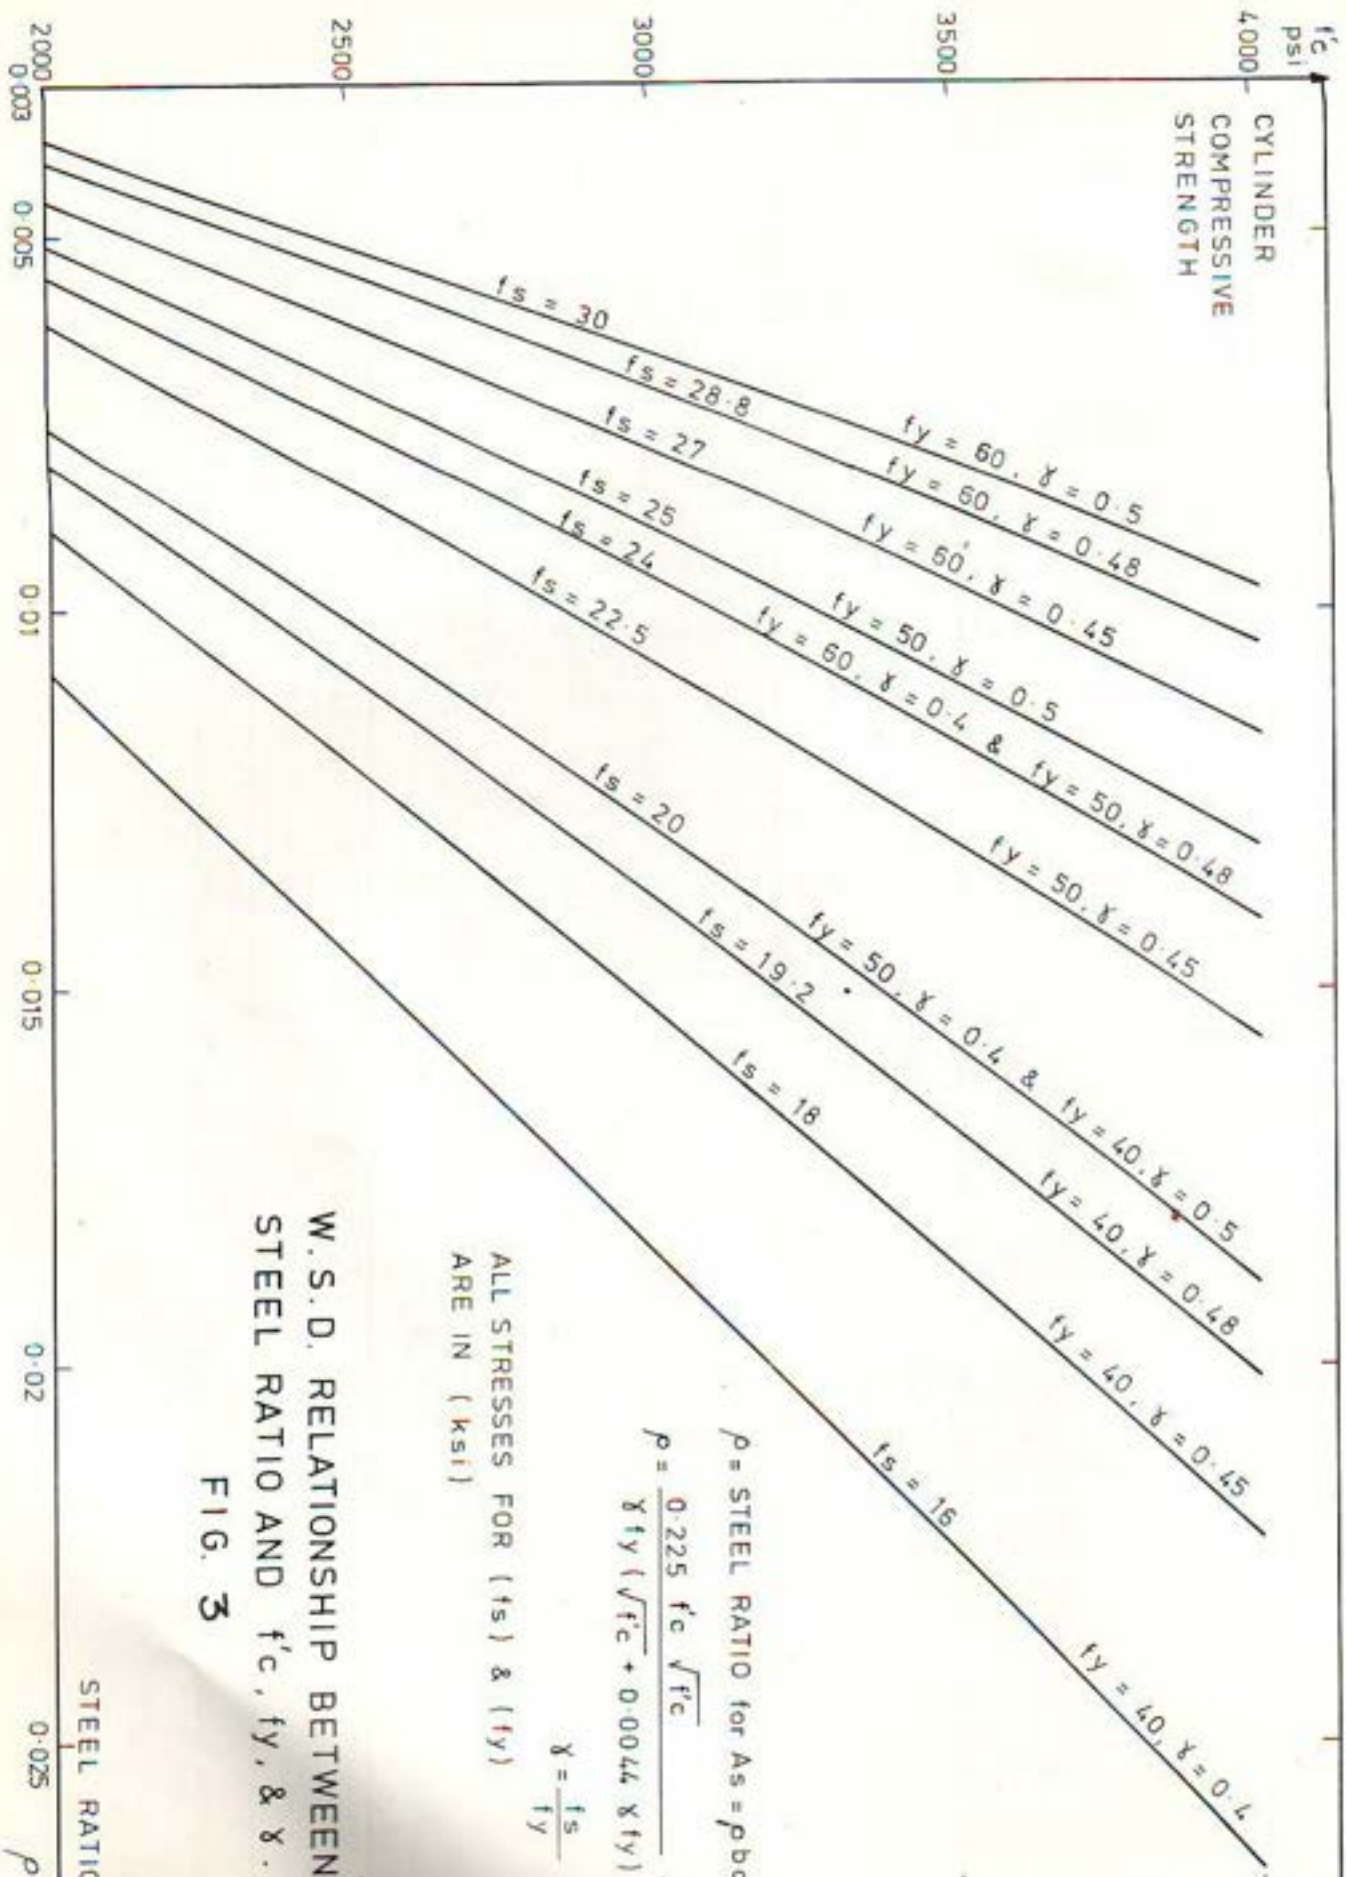 f'c
psi
4000
3500
3000
2500
2000
CYLINDER
COMPRESSIVE
STRENGTH
fs = 30
fy = 60, γ = 0.5
fs = 28.8
fy = 60, γ = 0.48
fs = 27
fy = 60, γ = 0.45
fs = 25
fy = 50, γ = 0.5
fs = 24
fy = 60, γ = 0.4 & fy = 50, γ = 0.48
fs = 22.5
fy = 50, γ = 0.45
fs = 20
fy = 50, γ = 0.4 & fy = 40, γ = 0.5
fs = 19.2
fy = 40, γ = 0.48
fs = 18
fy = 40, γ = 0.45
fs = 16
fy = 40, γ = 0.4
ρ = STEEL RATIO for As = ρ
ρ = 0.225 f'c √f'c
γ fy (√f'c + 0.0044 γ fy)
γ = fs
fy
ALL STRESSES FOR (fs) & (fy)
ARE IN (ksi)
W.S.D. RELATIONSHIP BETWEEN
STEEL RATIO AND f'c, fy, & γ.
FIG. 3
STEEL
0.003
0.005
0.01
0.015
0.02
0.025
ρ